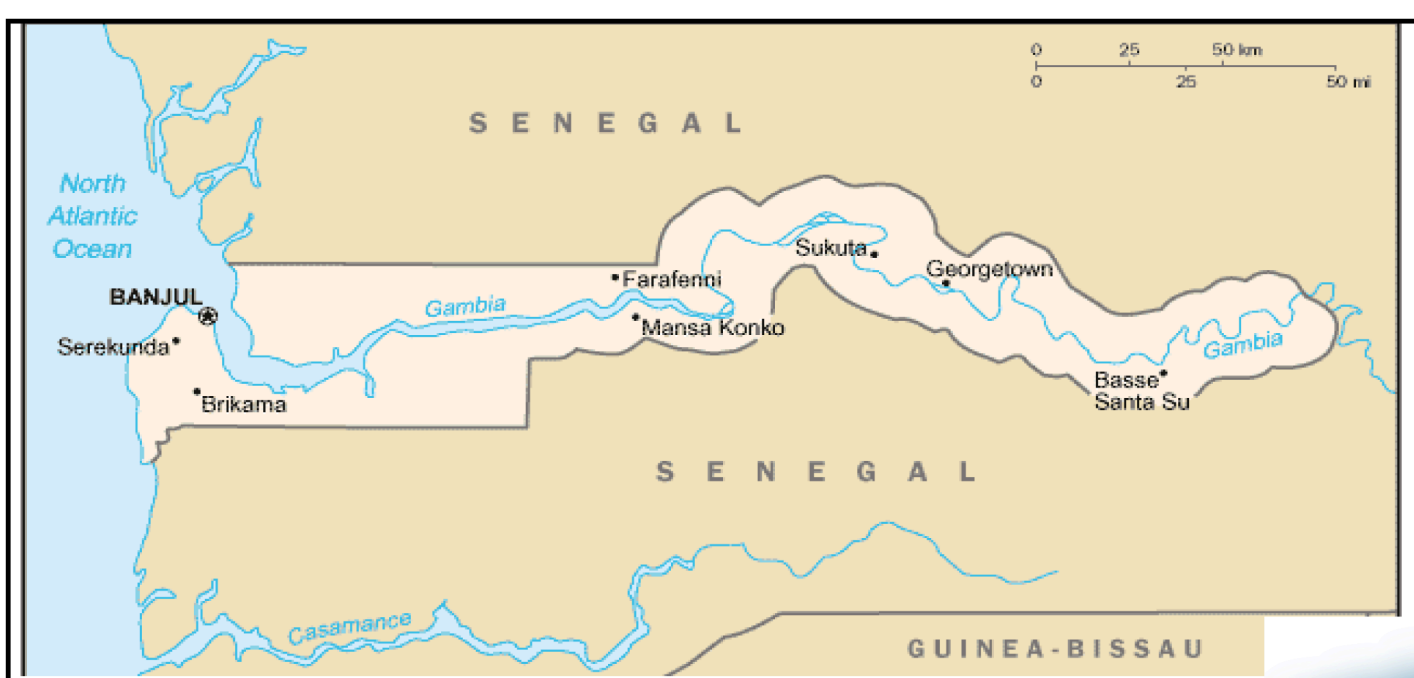 0 25 50 km
0 25 50 mi
SENEGAL
North
Atlantic
Ocean
Sukuta
Georgetown
Farafenni
BANJUL
Gambia
Mansa Konko
Serekunda
Gambia
Basse
Santa Su
Brikama
SENEGAL
Casamance
GUINEA-BISSAU